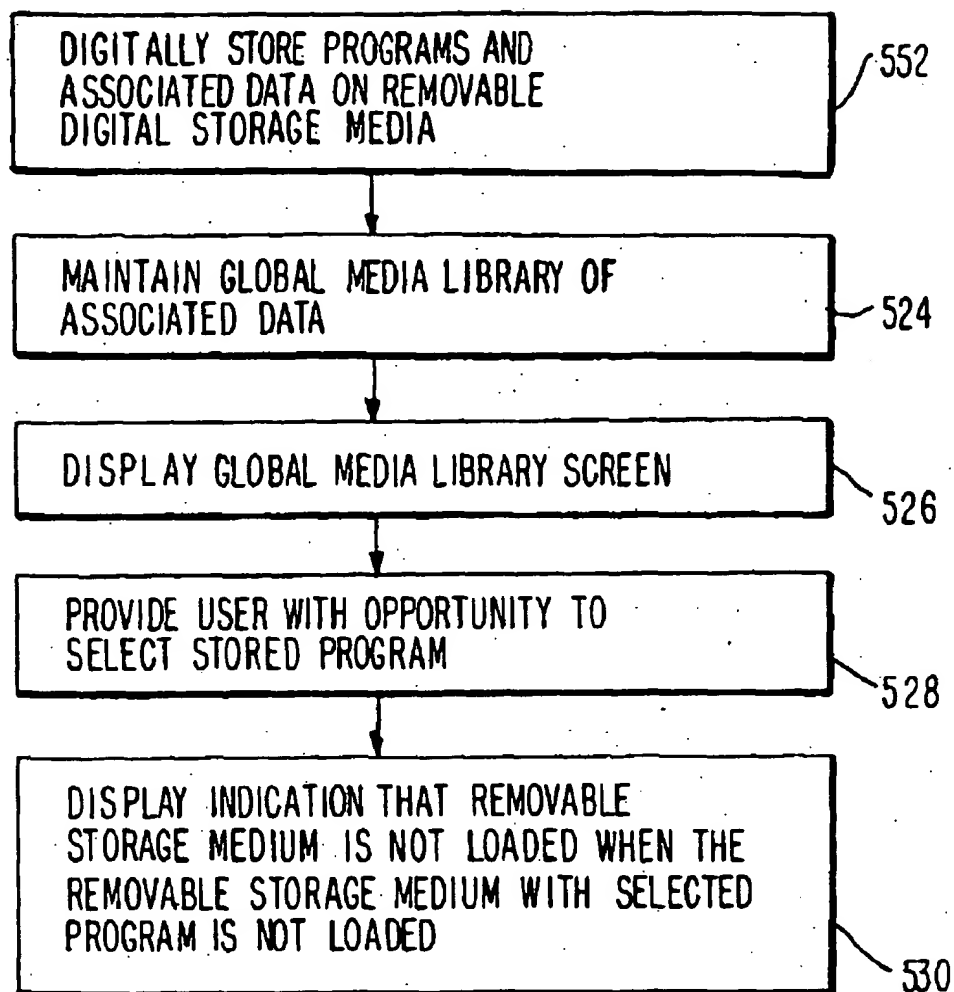 DIGITALLY STORE PROGRAMS AND
ASSOCIATED DATA ON REMOVABLE
DIGITAL STORAGE MEDIA
552
MAINTAIN GLOBAL MEDIA LIBRARY OF
ASSOCIATED DATA
524
DISPLAY GLOBAL MEDIA LIBRARY SCREEN
526
PROVIDE USER WITH OPPORTUNITY TO
SELECT STORED PROGRAM
528
DISPLAY INDICATION THAT REMOVABLE
STORAGE MEDIUM IS NOT LOADED WHEN THE
REMOVABLE STORAGE MEDIUM WITH SELECTED
PROGRAM IS NOT LOADED
530